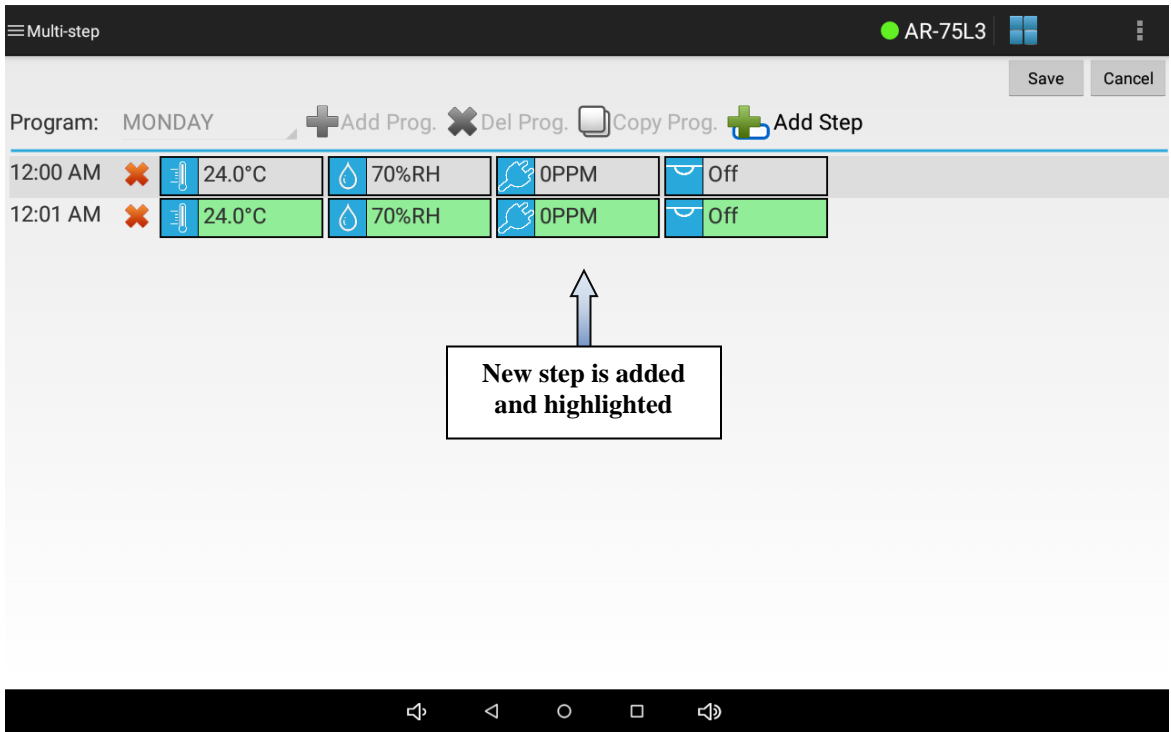 Multi-step AR-75L3
Save Cancel
Program: MONDAY Add Prog. Del Prog. Copy Prog. Add Step
12:00 AM 24.0°C 70%RH 0PPM Off
12:01 AM 24.0°C 70%RH 0PPM Off
New step is added
and highlighted